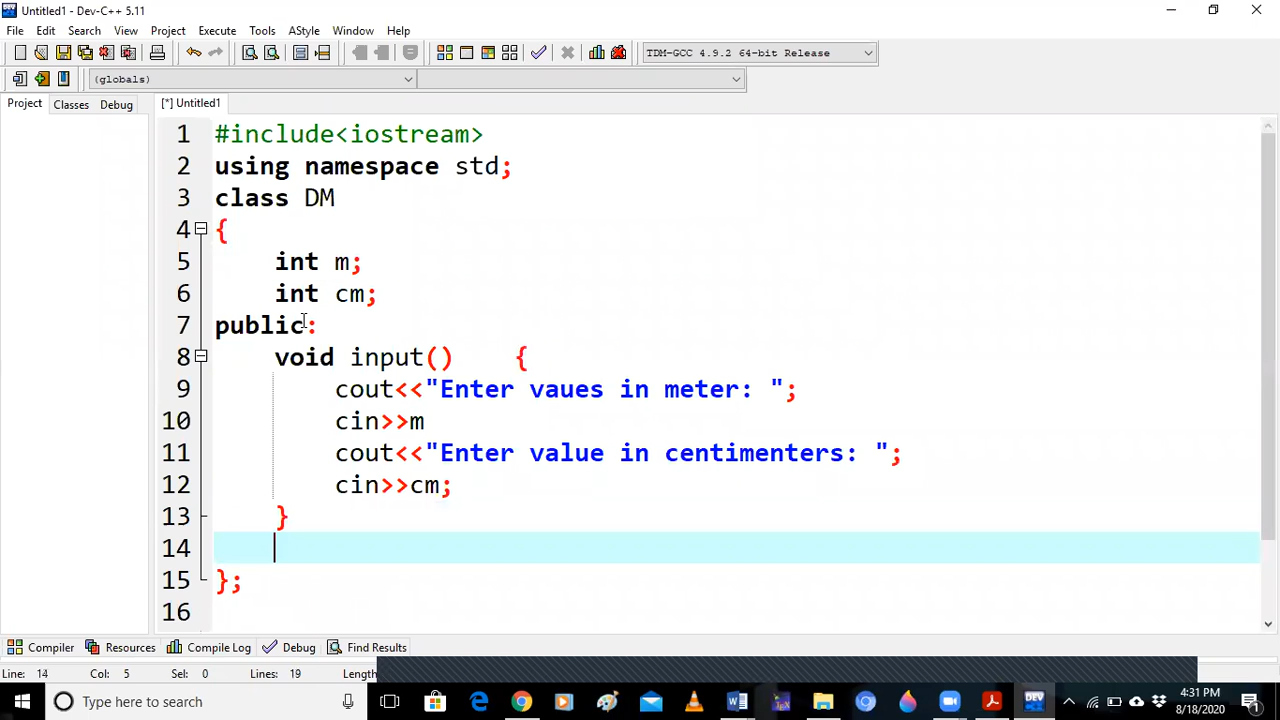 Untitled1 - Dev-C++ 5.11
File Edit Search View Project Execute Tools AStyle Window Help
TDM-GCC 4.9.2 64-bit Release
(globals)
Project Classes Debug [*] Untitled1
1 #include<iostream>
2 using namespace std;
3 class DM
4 {
5 int m;
6 int cm;
7 public:
8 void input() {
9 cout<<"Enter vaues in meter: ";
10 cin>>m
11 cout<<"Enter value in centimenters: ";
12 cin>>cm;
13 }
14
15 };
16
Compiler Resources Compile Log Debug Find Results
Line: 14 Col: 5 Sel: 0 Lines: 19 Length
Type here to search 4:31 PM
8/18/2020